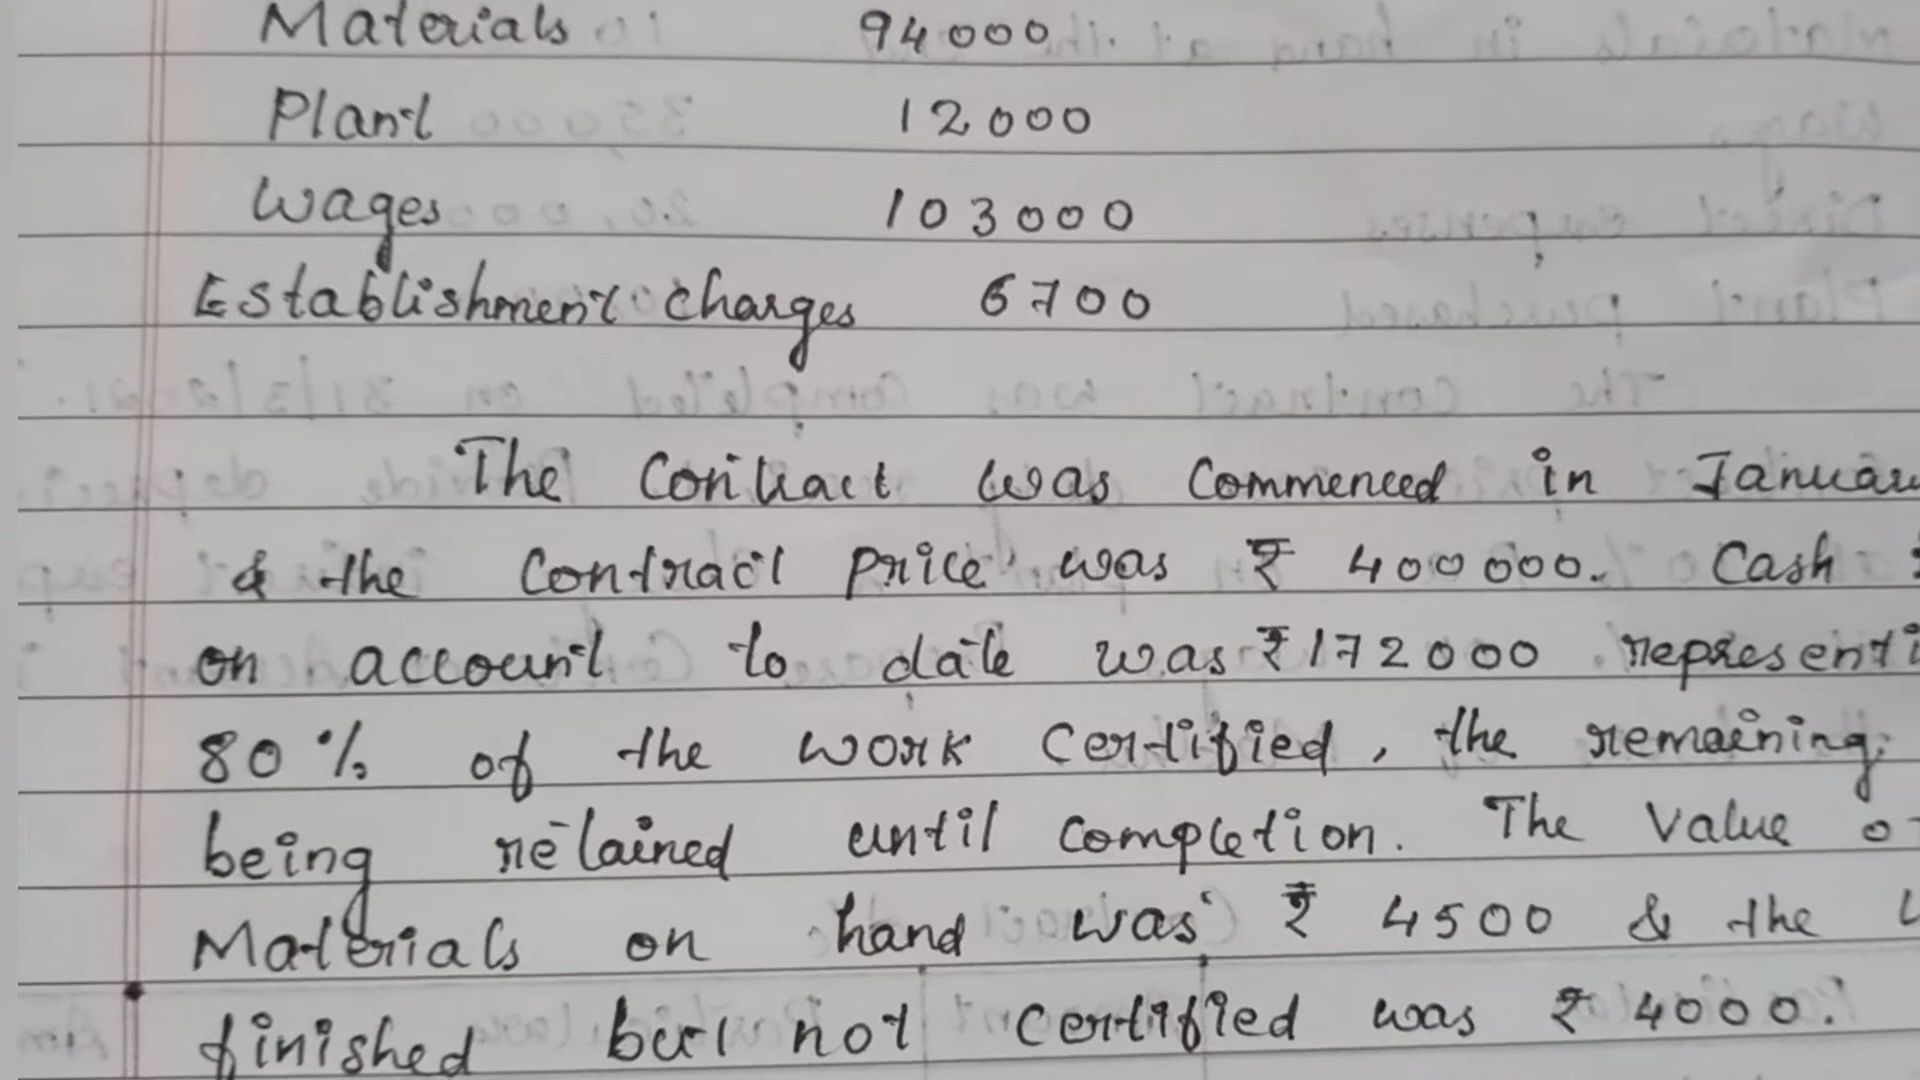 Materials 94000
Plant 12000
Wages 103000
Establishment charges 6700
The Contract was Commenced in
& the Contract price was ₹ 400000. Cash
on account to date was ₹ 172000
80% of the work Certified, the remaining
being retained until completion. The Value
Materials on hand was ₹ 4500 & the
finished but not certified was ₹ 4000.